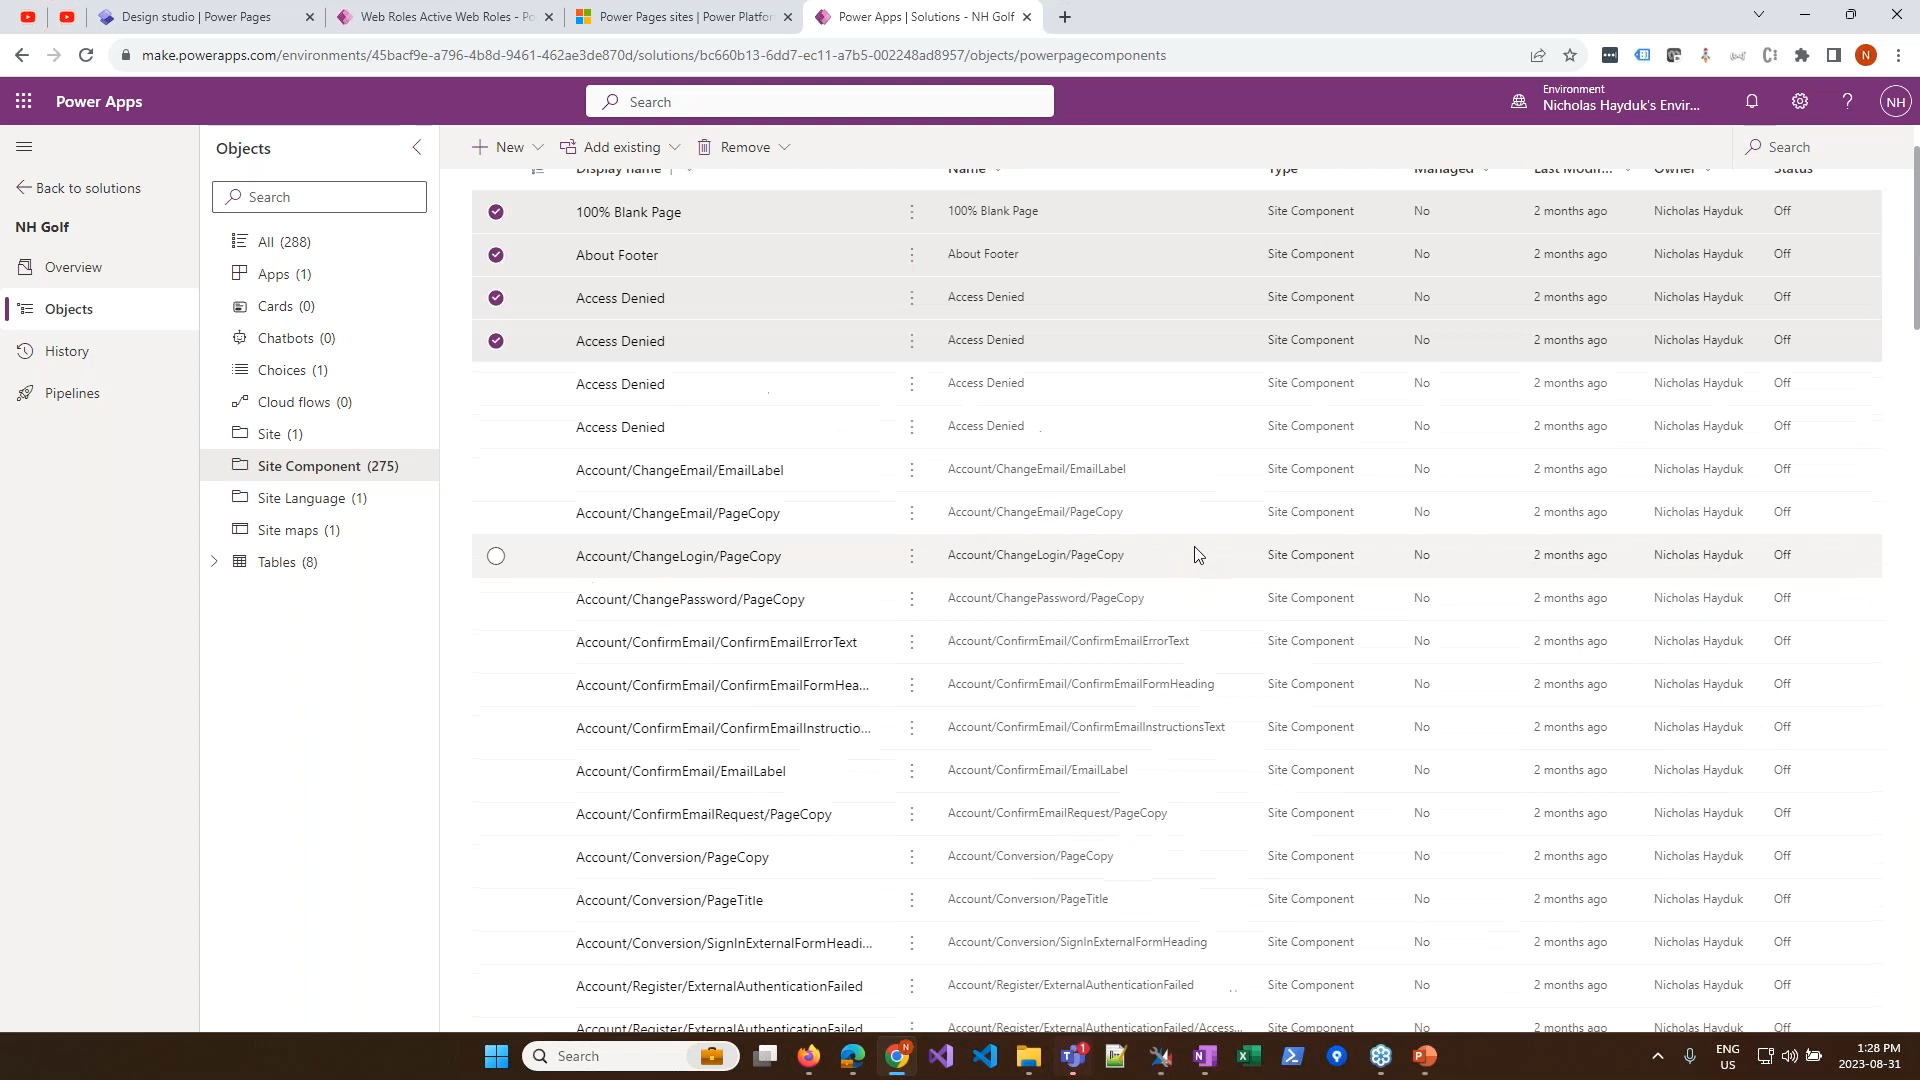 Design studio | Power Pages
Web Roles Active Web Roles - Po
Power Pages sites | Power Platfor
Power Apps | Solutions - NH Golf
make.powerapps.com/environments/45bacf9e-a796-4b8d-9461-462ae3de870d/solutions/bc660b13-6dd7-ec11-a7b5-002248ad8957/objects/powerpagecomponents
N
Power Apps
Search
Environment
Nicholas Hayduk's Envir...
NH
Objects
New
Add existing
Remove
Search
Back to solutions
NH Golf
Overview
Objects
History
Pipelines
Search
All (288)
Apps (1)
Cards (0)
Chatbots (0)
Choices (1)
Cloud flows (0)
Site (1)
Site Component (275)
Site Language (1)
Site maps (1)
Tables (8)
Display name Name Type Managed Last Modifi... Owner Status
100% Blank Page 100% Blank Page Site Component No 2 months ago Nicholas Hayduk Off
About Footer About Footer Site Component No 2 months ago Nicholas Hayduk Off
Access Denied Access Denied Site Component No 2 months ago Nicholas Hayduk Off
Access Denied Access Denied Site Component No 2 months ago Nicholas Hayduk Off
Access Denied Access Denied Site Component No 2 months ago Nicholas Hayduk Off
Access Denied Access Denied Site Component No 2 months ago Nicholas Hayduk Off
Account/ChangeEmail/EmailLabel Account/ChangeEmail/EmailLabel Site Component No 2 months ago Nicholas Hayduk Off
Account/ChangeEmail/PageCopy Account/ChangeEmail/PageCopy Site Component No 2 months ago Nicholas Hayduk Off
Account/ChangeLogin/PageCopy Account/ChangeLogin/PageCopy Site Component No 2 months ago Nicholas Hayduk Off
Account/ChangePassword/PageCopy Account/ChangePassword/PageCopy Site Component No 2 months ago Nicholas Hayduk Off
Account/ConfirmEmail/ConfirmEmailErrorText Account/ConfirmEmail/ConfirmEmailErrorText Site Component No 2 months ago Nicholas Hayduk Off
Account/ConfirmEmail/ConfirmEmailFormHea... Account/ConfirmEmail/ConfirmEmailFormHeading Site Component No 2 months ago Nicholas Hayduk Off
Account/ConfirmEmail/ConfirmEmailInstructio... Account/ConfirmEmail/ConfirmEmailInstructionsText Site Component No 2 months ago Nicholas Hayduk Off
Account/ConfirmEmail/EmailLabel Account/ConfirmEmail/EmailLabel Site Component No 2 months ago Nicholas Hayduk Off
Account/ConfirmEmailRequest/PageCopy Account/ConfirmEmailRequest/PageCopy Site Component No 2 months ago Nicholas Hayduk Off
Account/Conversion/PageCopy Account/Conversion/PageCopy Site Component No 2 months ago Nicholas Hayduk Off
Account/Conversion/PageTitle Account/Conversion/PageTitle Site Component No 2 months ago Nicholas Hayduk Off
Account/Conversion/SignInExternalFormHeadi... Account/Conversion/SignInExternalFormHeading Site Component No 2 months ago Nicholas Hayduk Off
Account/Register/ExternalAuthenticationFailed Account/Register/ExternalAuthenticationFailed Site Component No 2 months ago Nicholas Hayduk Off
Account/Register/ExternalAuthenticationFailed Account/Register/ExternalAuthenticationFailed/Access... Site Component No 2 months ago Nicholas Hayduk Off
Search
ENG
US
1:28 PM
2023-08-31